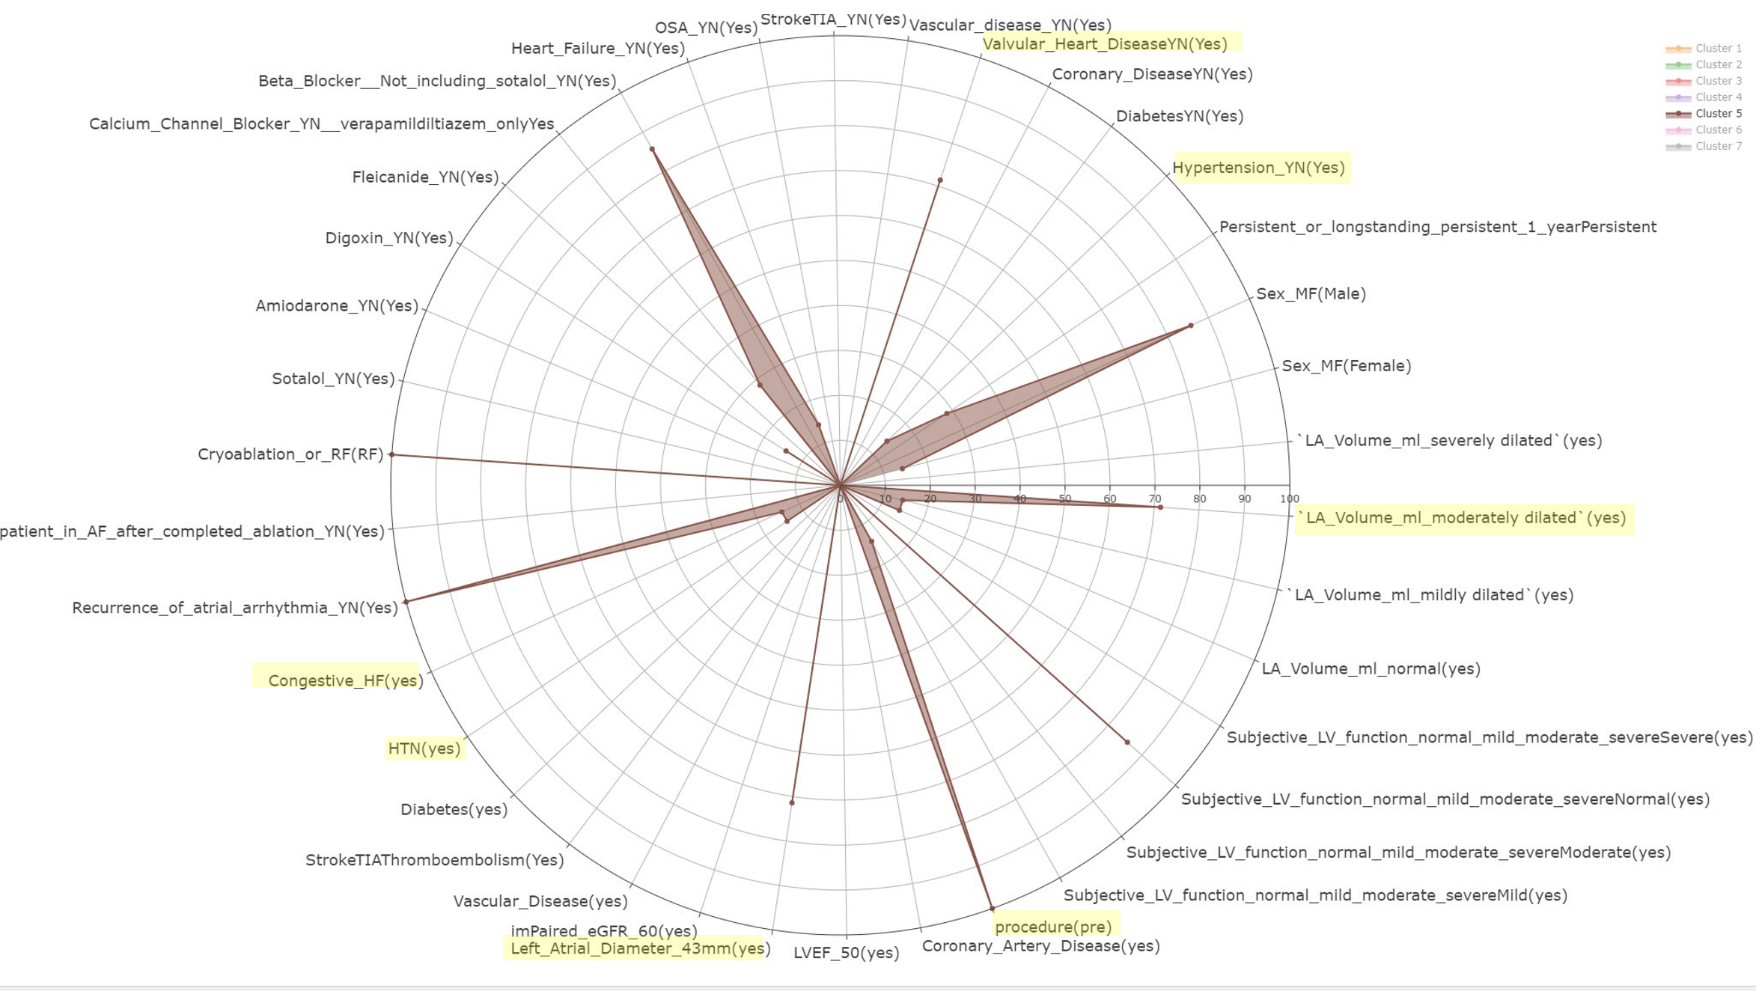 StrokeTIA_YN(Yes)
Vascular_disease_YN(Yes)
OSA_YN(Yes)
Valvular_Heart_DiseaseYN(Yes)
Heart_Failure_YN(Yes)
Coronary_DiseaseYN(Yes)
Beta_Blocker__Not_including_sotalol_YN(Yes)
DiabetesYN(Yes)
Calcium_Channel_Blocker_YN__verapamildiltiazem_onlyYes
Hypertension_YN(Yes)
Fleicanide_YN(Yes)
Persistent_or_longstanding_persistent_1_yearPersistent
Digoxin_YN(Yes)
Sex_MF(Male)
Amiodarone_YN(Yes)
Sex_MF(Female)
Sotalol_YN(Yes)
`LA_Volume_ml_severely dilated`(yes)
Cryoablation_or_RF(RF)
0 10 20 30 40 50 60 70 80 90 100
`LA_Volume_ml_moderately dilated`(yes)
patient_in_AF_after_completed_ablation_YN(Yes)
`LA_Volume_ml_mildly dilated`(yes)
Recurrence_of_atrial_arrhythmia_YN(Yes)
LA_Volume_ml_normal(yes)
Congestive_HF(yes)
Subjective_LV_function_normal_mild_moderate_severeSevere(yes)
HTN(yes)
Subjective_LV_function_normal_mild_moderate_severeNormal(yes)
Diabetes(yes)
Subjective_LV_function_normal_mild_moderate_severeModerate(yes)
StrokeTIAThromboembolism(Yes)
Subjective_LV_function_normal_mild_moderate_severeMild(yes)
Vascular_Disease(yes)
procedure(pre)
imPaired_eGFR_60(yes)
Coronary_Artery_Disease(yes)
Left_Atrial_Diameter_43mm(yes)
LVEF_50(yes)
Cluster 1
Cluster 2
Cluster 3
Cluster 4
Cluster 5
Cluster 6
Cluster 7